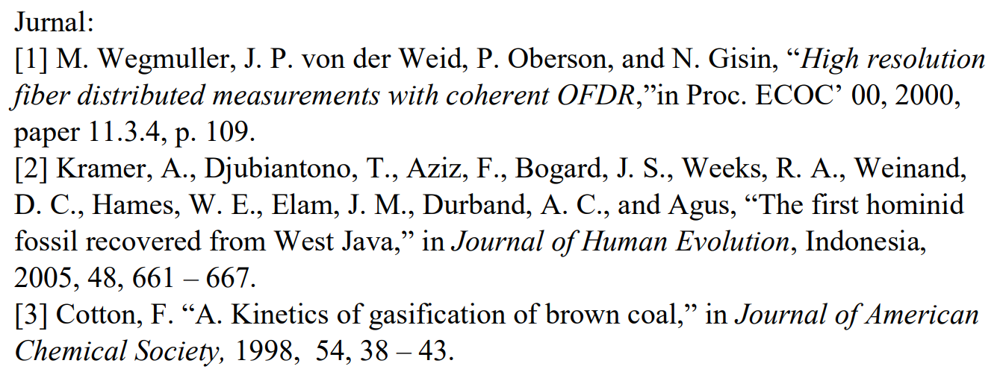 Jurnal:
[1] M. Wegmuller, J. P. von der Weid, P. Oberson, and N. Gisin, “High resolution
fiber distributed measurements with coherent OFDR,”in Proc. ECOC’ 00, 2000,
paper 11.3.4, p. 109.
[2] Kramer, A., Djubiantono, T., Aziz, F., Bogard, J. S., Weeks, R. A., Weinand,
D. C., Hames, W. E., Elam, J. M., Durband, A. C., and Agus, “The first hominid
fossil recovered from West Java,” in Journal of Human Evolution, Indonesia,
2005, 48, 661 – 667.
[3] Cotton, F. “A. Kinetics of gasification of brown coal,” in Journal of American
Chemical Society, 1998,  54, 38 – 43.